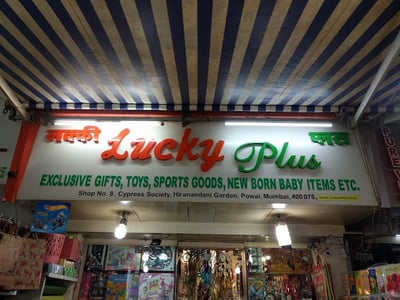 लक्की Lucky Plus प्लस
EXCLUSIVE GIFTS, TOYS, SPORTS GOODS, NEW BORN BABY ITEMS ETC.
Shop No. 8, Cypress Society, Hiranandani Garden, Powai, Mumbai, 400 076.